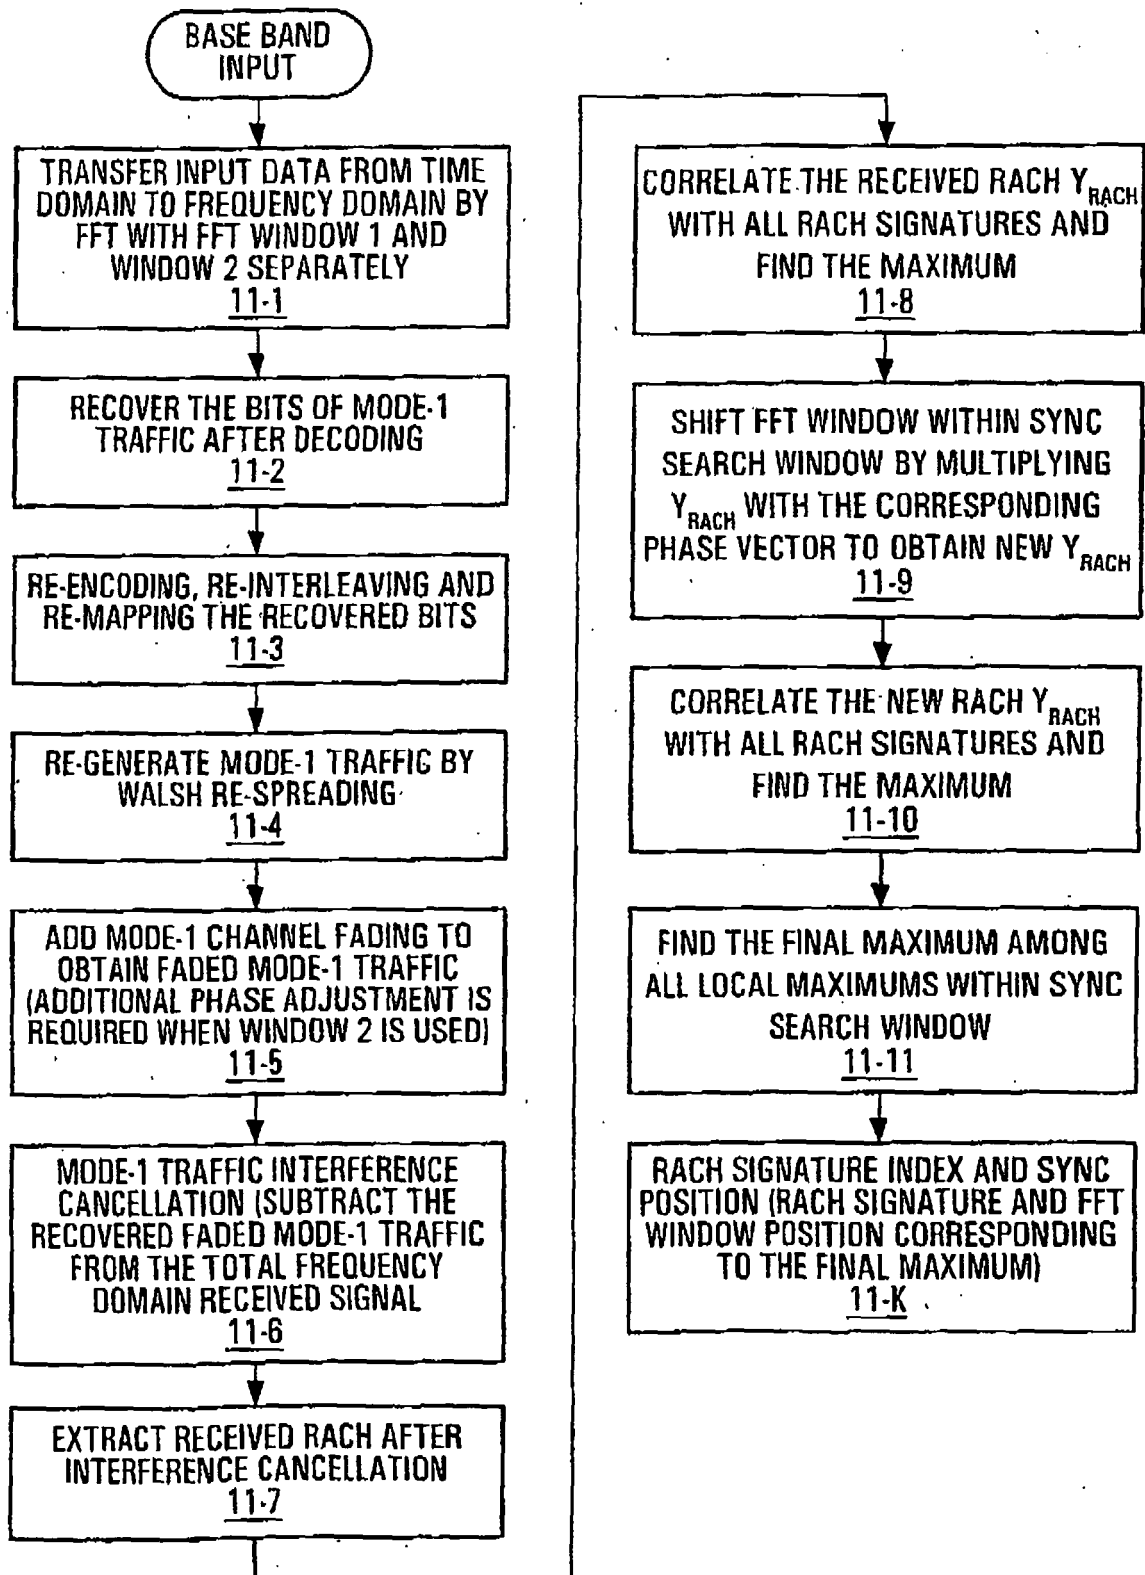 BASE BAND
INPUT
TRANSFER INPUT DATA FROM TIME
DOMAIN TO FREQUENCY DOMAIN BY
FFT WITH FFT WINDOW 1 AND
WINDOW 2 SEPARATELY
11-1
RECOVER THE BITS OF MODE-1
TRAFFIC AFTER DECODING
11-2
RE-ENCODING, RE-INTERLEAVING AND
RE-MAPPING THE RECOVERED BITS
11-3
RE-GENERATE MODE-1 TRAFFIC BY
WALSH RE-SPREADING
11-4
ADD MODE-1 CHANNEL FADING TO
OBTAIN FADED MODE-1 TRAFFIC
(ADDITIONAL PHASE ADJUSTMENT IS
REQUIRED WHEN WINDOW 2 IS USED)
11-5
MODE-1 TRAFFIC INTERFERENCE
CANCELLATION (SUBTRACT THE
RECOVERED FADED MODE-1 TRAFFIC
FROM THE TOTAL FREQUENCY
DOMAIN RECEIVED SIGNAL
11-6
EXTRACT RECEIVED RACH AFTER
INTERFERENCE CANCELLATION
11-7
CORRELATE THE RECEIVED RACH YRACH
WITH ALL RACH SIGNATURES AND
FIND THE MAXIMUM
11-8
SHIFT FFT WINDOW WITHIN SYNC
SEARCH WINDOW BY MULTIPLYING
YRACH WITH THE CORRESPONDING
PHASE VECTOR TO OBTAIN NEW YRACH
11-9
CORRELATE THE NEW RACH YRACH
WITH ALL RACH SIGNATURES AND
FIND THE MAXIMUM
11-10
FIND THE FINAL MAXIMUM AMONG
ALL LOCAL MAXIMUMS WITHIN SYNC
SEARCH WINDOW
11-11
RACH SIGNATURE INDEX AND SYNC
POSITION (RACH SIGNATURE AND FFT
WINDOW POSITION CORRESPONDING
TO THE FINAL MAXIMUM)
11-K